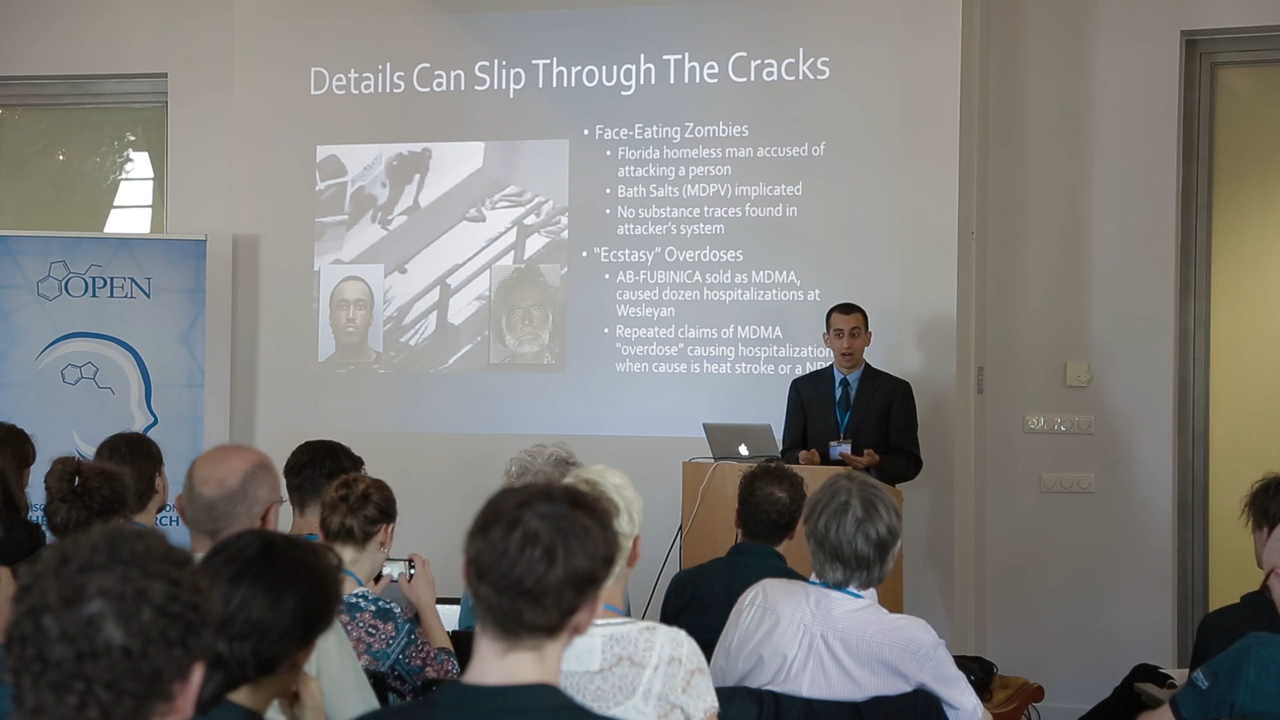 Details Can Slip Through The Cracks
• Face-Eating Zombies
• Florida homeless man accused of
attacking a person
• Bath Salts (MDPV) implicated
• No substance traces found in
attacker's system
• "Ecstasy" Overdoses
• AB-FUBINICA sold as MDMA,
caused dozen hospitalizations at
Wesleyan
• Repeated claims of MDMA
"overdose" causing hospitalization
when cause is heat stroke or a
OPEN